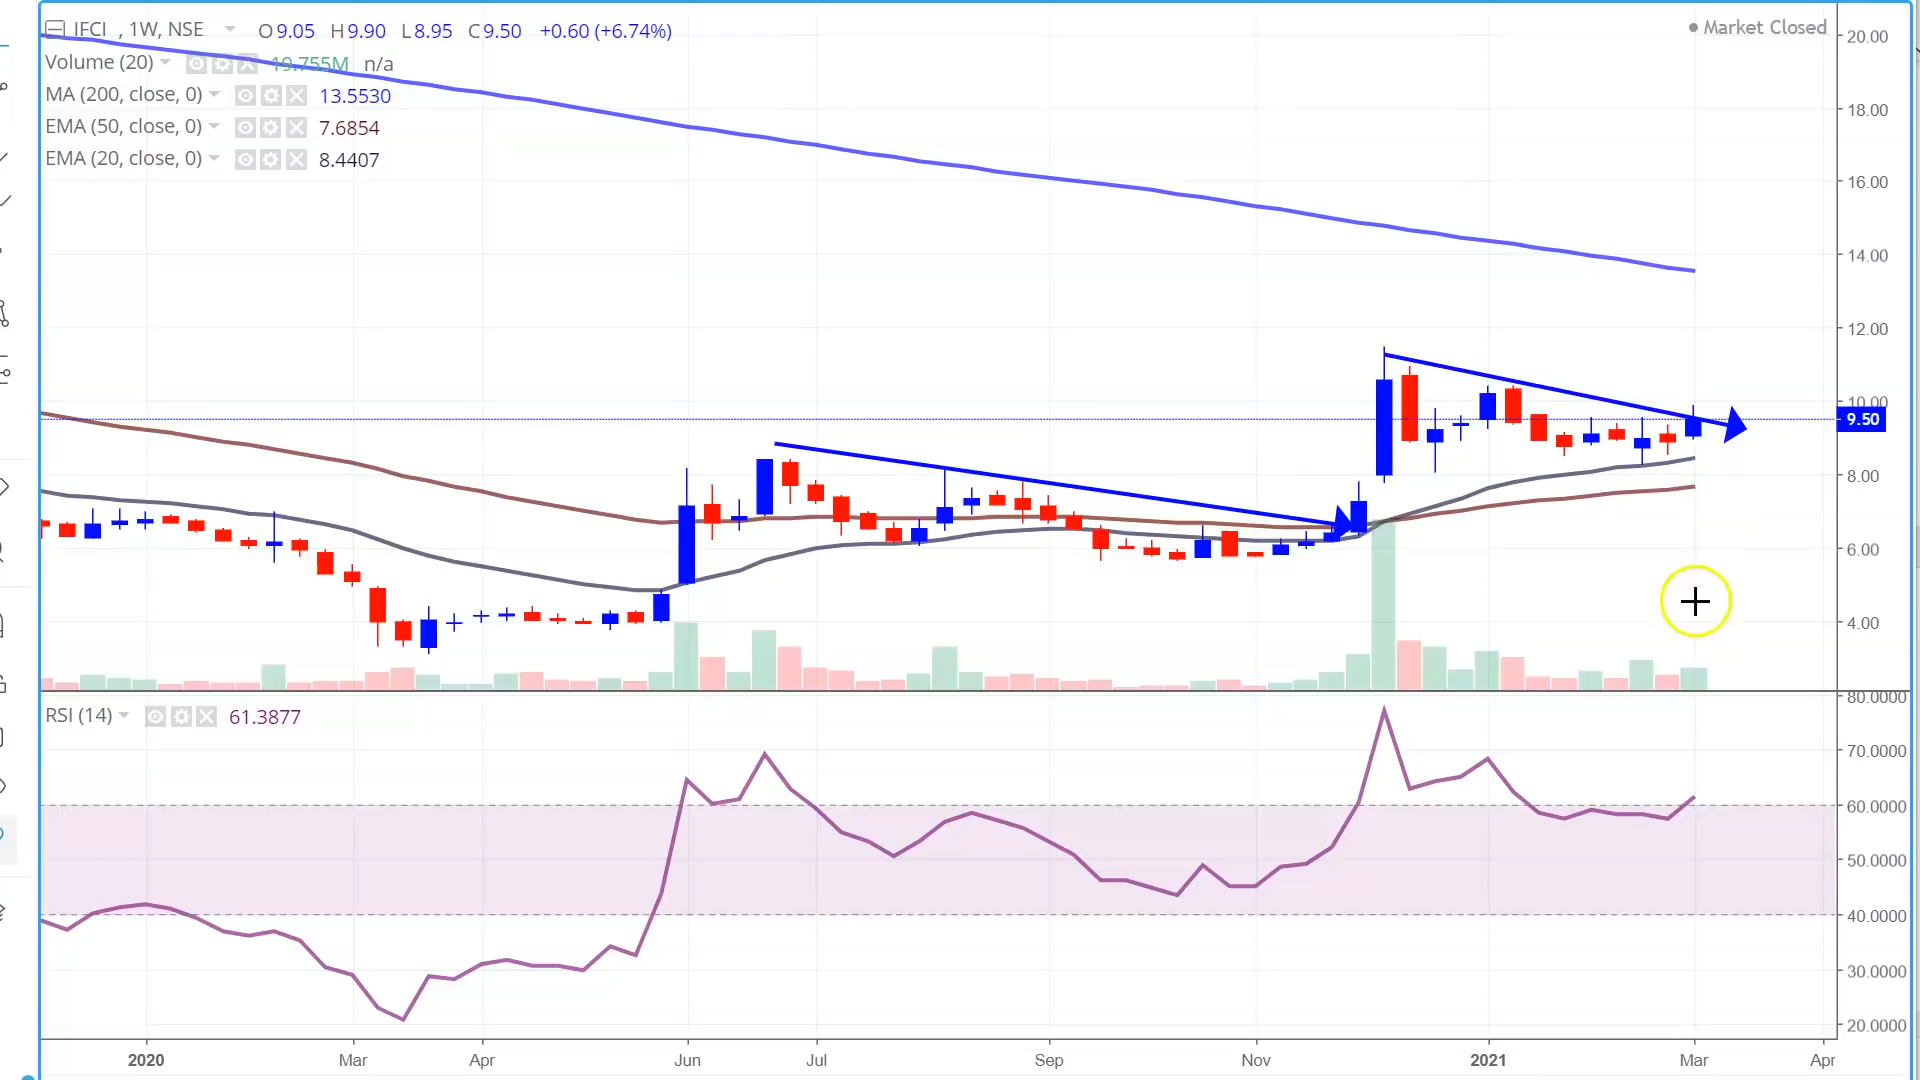 IFCI , 1W, NSE O9.05 H9.90 L8.95 C9.50 +0.60 (+6.74%)
Market Closed
Volume (20) 19.755M n/a
MA (200, close, 0) 13.5530
EMA (50, close, 0) 7.6854
EMA (20, close, 0) 8.4407
20.00
18.00
16.00
14.00
12.00
10.00
9.50
8.00
6.00
4.00
RSI (14) 61.3877
80.0000
70.0000
60.0000
50.0000
40.0000
30.0000
20.0000
2020 Mar Apr Jun Jul Sep Nov 2021 Mar Apr